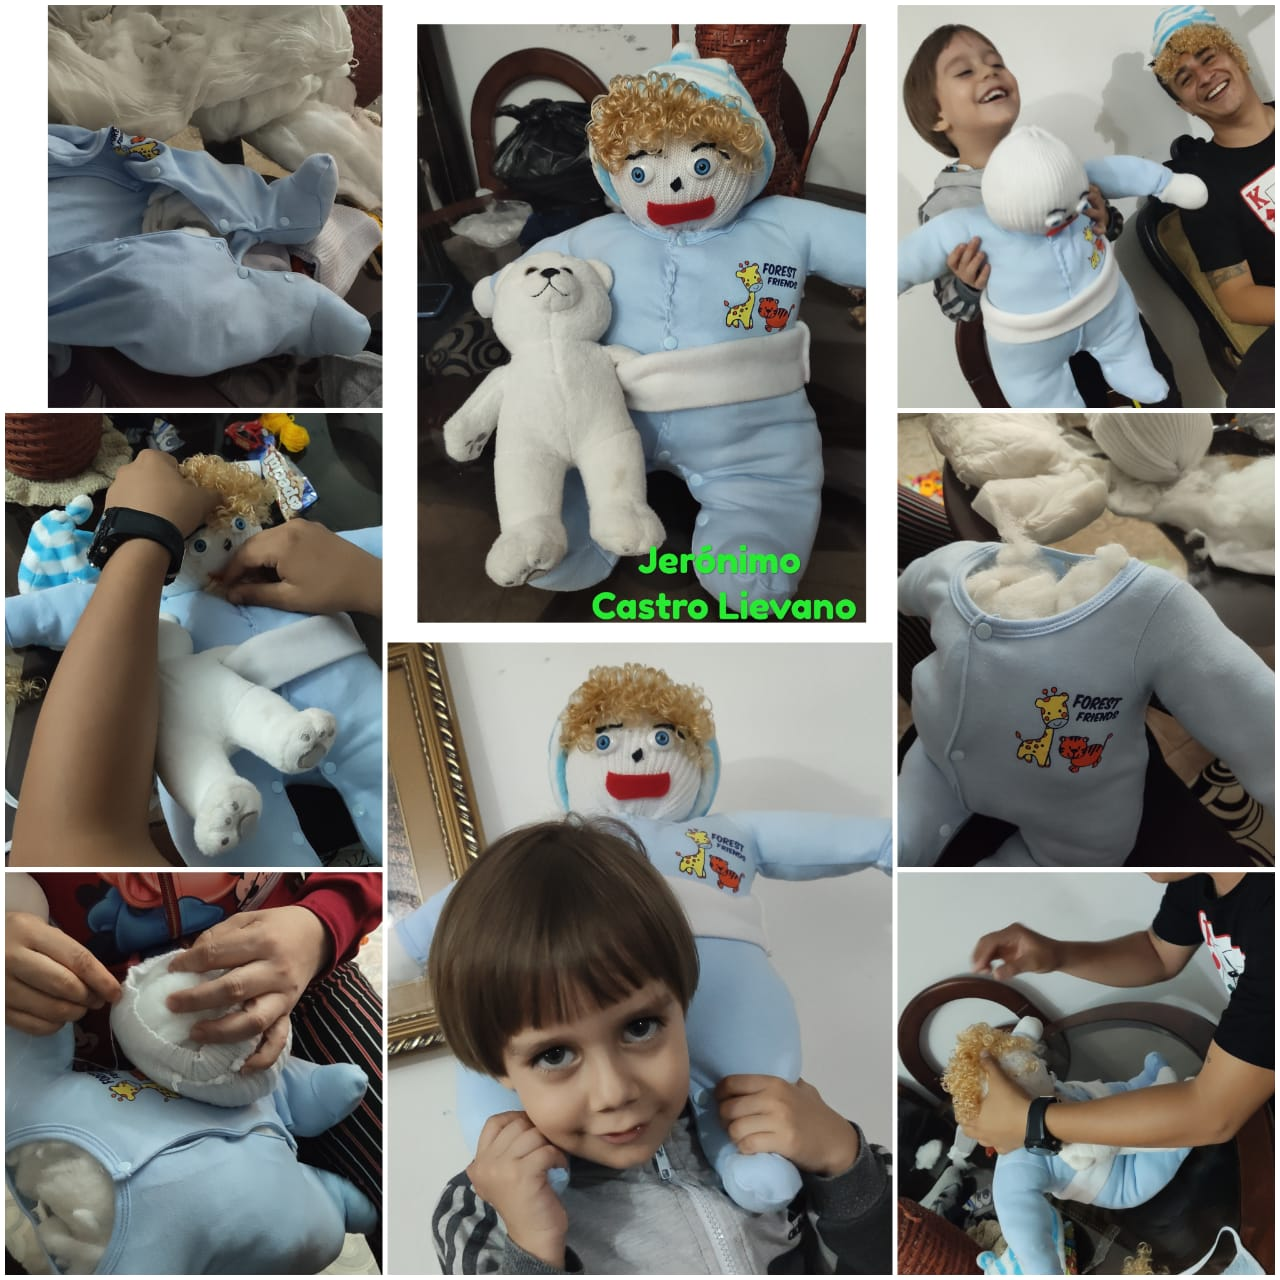 FOREST
FRIENDS
Jerónimo
Castro Lievano
K
FOREST
FRIENDS
FOREST
FRIENDS